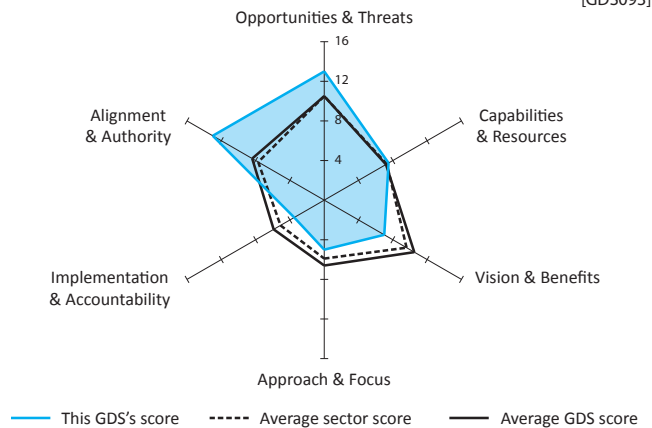 [GDS093]
Opportunities & Threats
16
12
8
4
Alignment
& Authority
Capabilities
& Resources
Implementation
& Accountability
Vision & Benefits
Approach & Focus
This GDS's score
Average sector score
Average GDS score